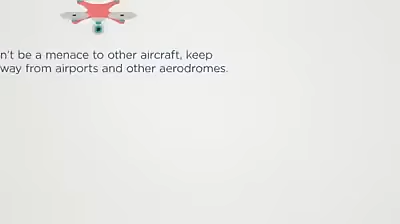 n't be a menace to other aircraft, keep
way from airports and other aerodromes.